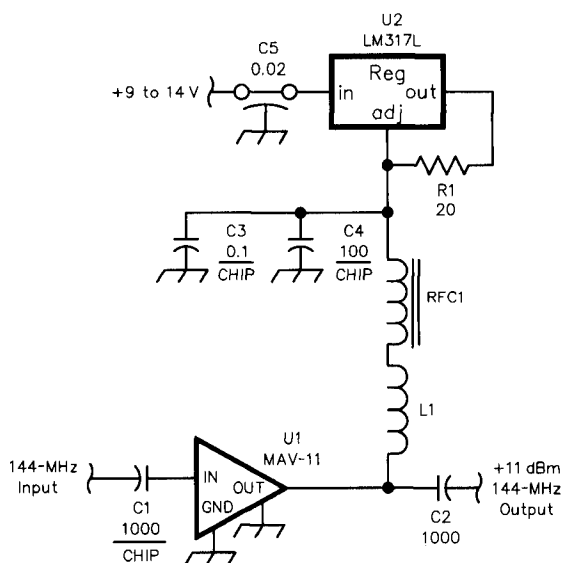 U2
LM317L
C5
0.02
Reg
+9 to 14 V
in
out
adj
R1
20
C3
0.1
CHIP
C4
100
CHIP
RFC1
L1
U1
MAV-11
144-MHz
Input
IN
OUT
GND
C1
1000
CHIP
C2
1000
+11 dBm
144-MHz
Output